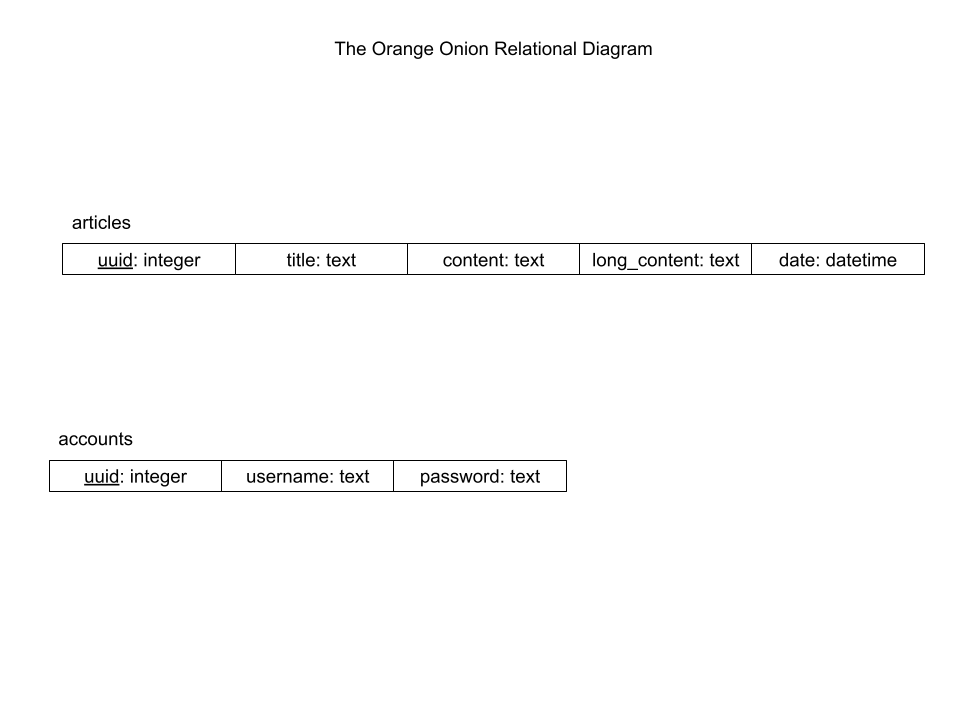 The Orange Onion Relational Diagram
articles
uuid: integer title: text content: text long_content: text date: datetime
accounts
uuid: integer username: text password: text